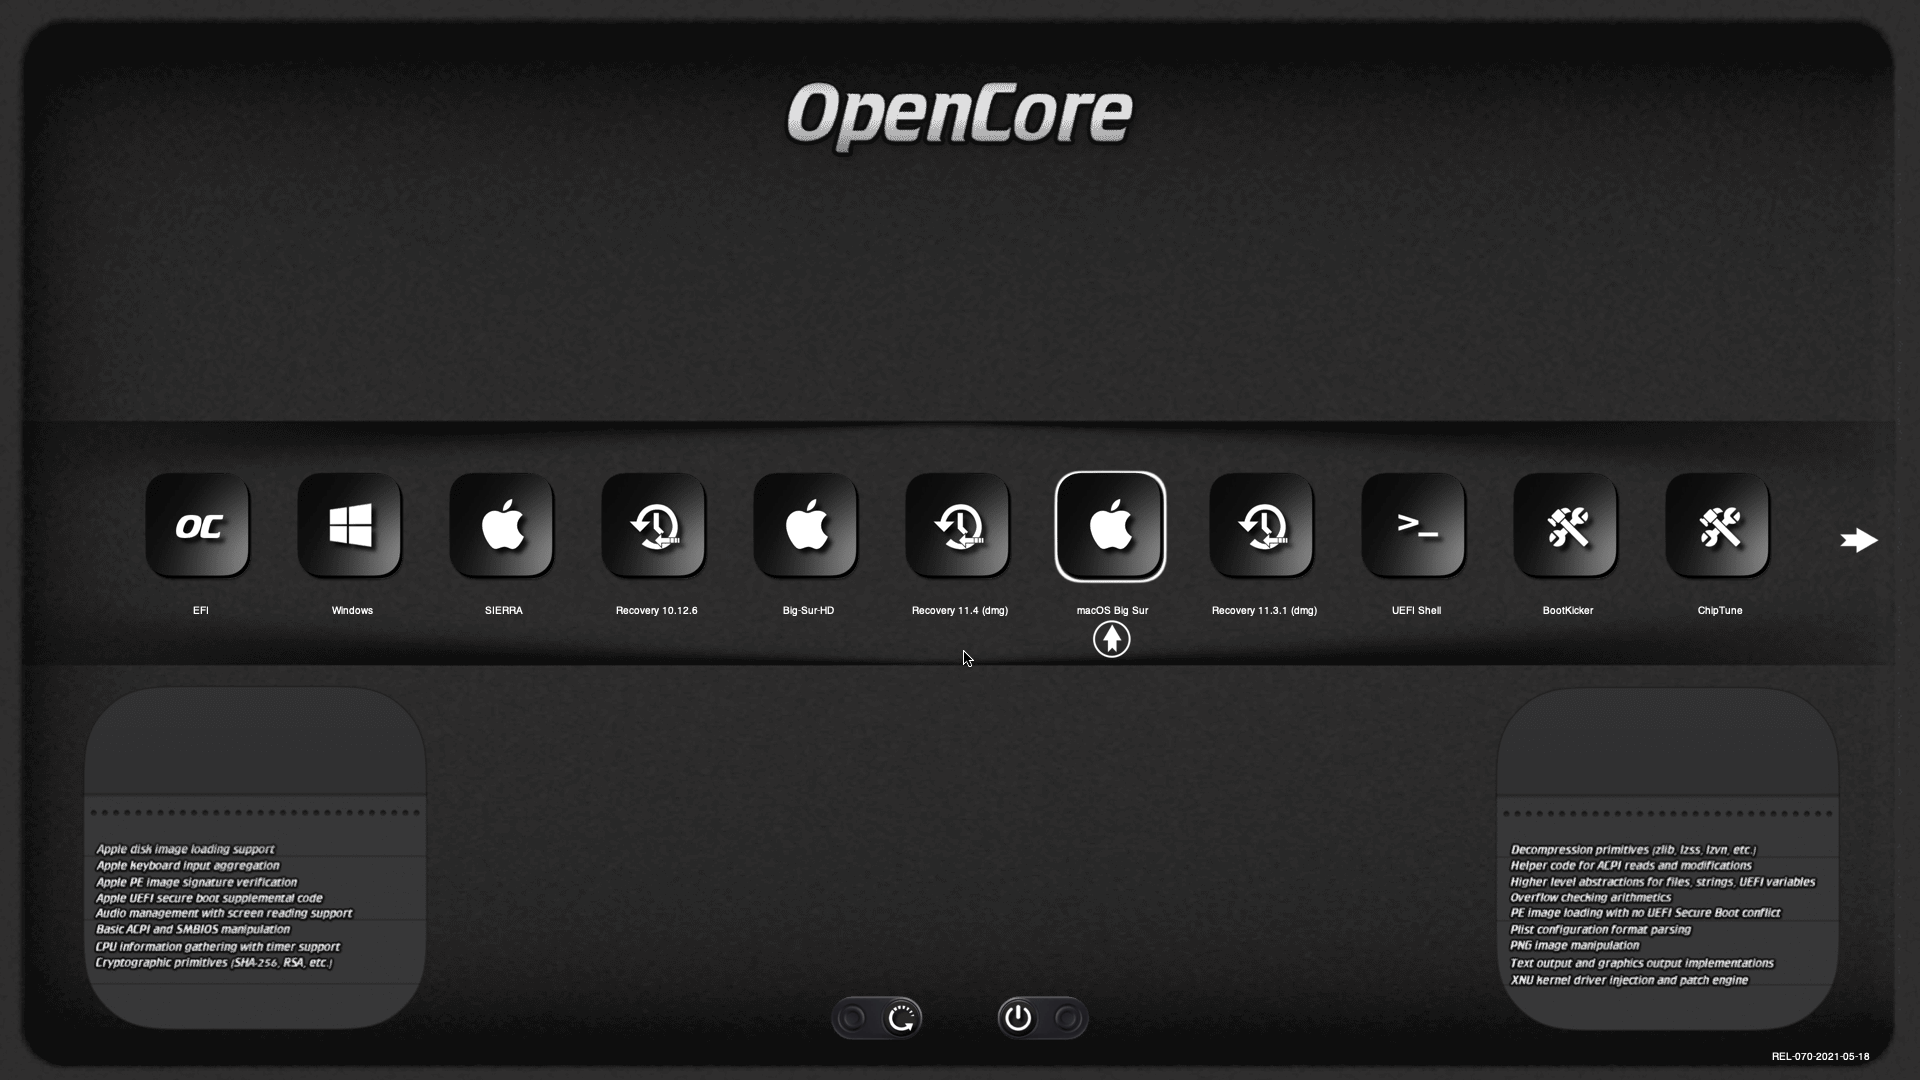 OpenCore
OC
>_
EFI
Windows
SIERRA
Recovery 10.12.6
Big-Sur-HD
Recovery 11.4 (dmg)
macOS Big Sur
Recovery 11.3.1 (dmg)
UEFI Shell
BootKicker
ChipTune
Apple disk image loading support
Apple keyboard input aggregation
Apple PE image signature verification
Apple UEFI secure boot supplemental code
Audio management with screen reading support
Basic ACPI and SMBIOS manipulation
CPU information gathering with timer support
Cryptographic primitives (SHA-256, RSA, etc.)
Decompression primitives (zlib, lzss, lzvn, etc.)
Helper code for ACPI reads and modifications
Higher level abstractions for files, strings, UEFI variables
Overflow checking arithmetics
PE image loading with no UEFI Secure Boot conflict
Plist configuration format parsing
PNG image manipulation
Text output and graphics output implementations
XNU kernel driver injection and patch engine
REL-070-2021-05-18